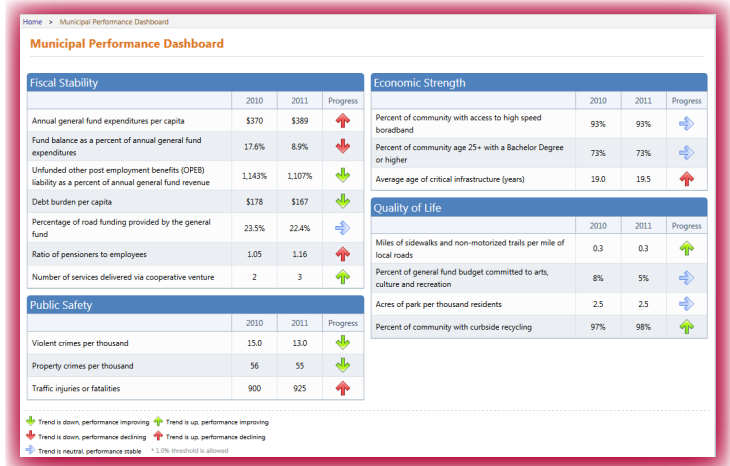 Home > Municipal Performance Dashboard
Municipal Performance Dashboard
Fiscal Stability
2010 2011 Progress
Annual general fund expenditures per capita $370 $389
Fund balance as a percent of annual general fund
expenditures 17.6% 8.9%
Unfunded other post employment benefits (OPEB)
liability as a percent of annual general fund revenue 1,143% 1,107%
Debt burden per capita $178 $167
Percentage of road funding provided by the general
fund 23.5% 22.4%
Ratio of pensioners to employees 1.05 1.16
Number of services delivered via cooperative venture 2 3
Public Safety
2010 2011 Progress
Violent crimes per thousand 15.0 13.0
Property crimes per thousand 56 55
Traffic injuries or fatalities 900 925
Economic Strength
2010 2011 Progress
Percent of community with access to high speed
boradband 93% 93%
Percent of community age 25+ with a Bachelor Degree
or higher 73% 73%
Average age of critical infrastructure (years) 19.0 19.5
Quality of Life
2010 2011 Progress
Miles of sidewalks and non-motorized trails per mile of
local roads 0.3 0.3
Percent of general fund budget committed to arts,
culture and recreation 8% 5%
Acres of park per thousand residents 2.5 2.5
Percent of community with curbside recycling 97% 98%
Trend is down, performance improving Trend is up, performance improving
Trend is down, performance declining Trend is up, performance declining
Trend is neutral, performance stable * 1.0% threshold is allowed